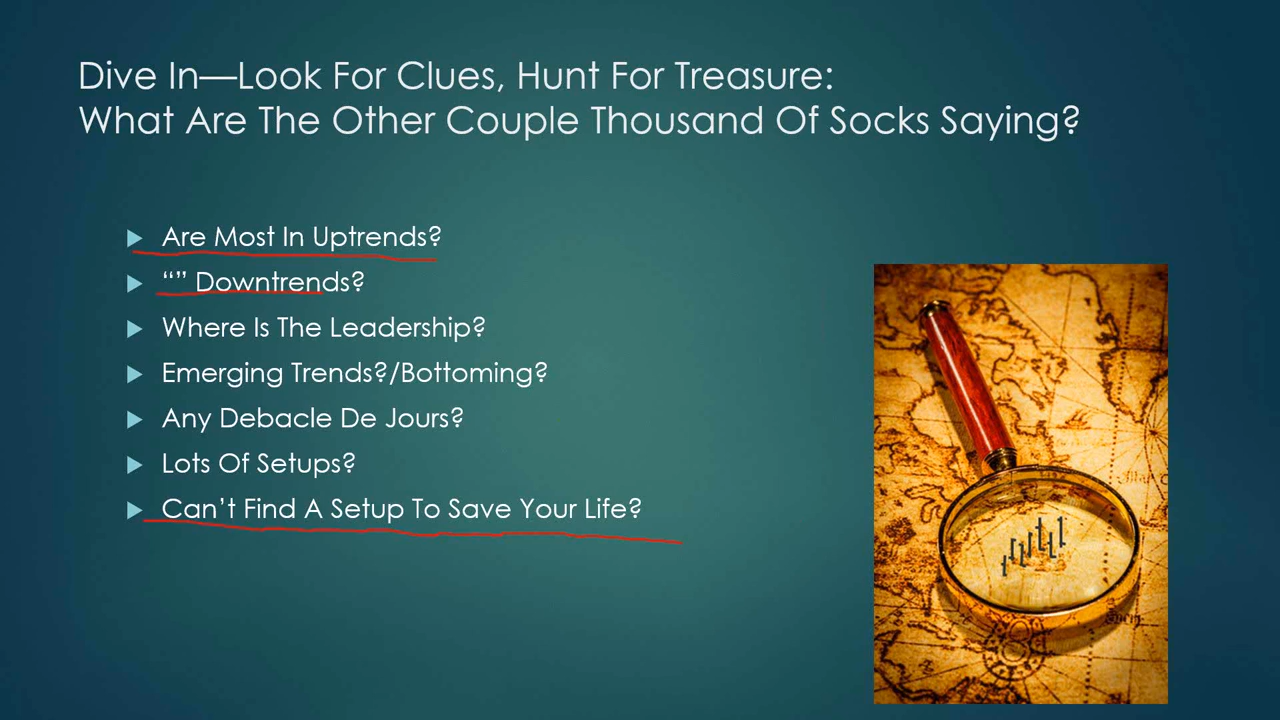 Dive In—Look For Clues, Hunt For Treasure:
What Are The Other Couple Thousand Of Socks Saying?
Are Most In Uptrends?
“” Downtrends?
Where Is The Leadership?
Emerging Trends?/Bottoming?
Any Debacle De Jours?
Lots Of Setups?
Can’t Find A Setup To Save Your Life?